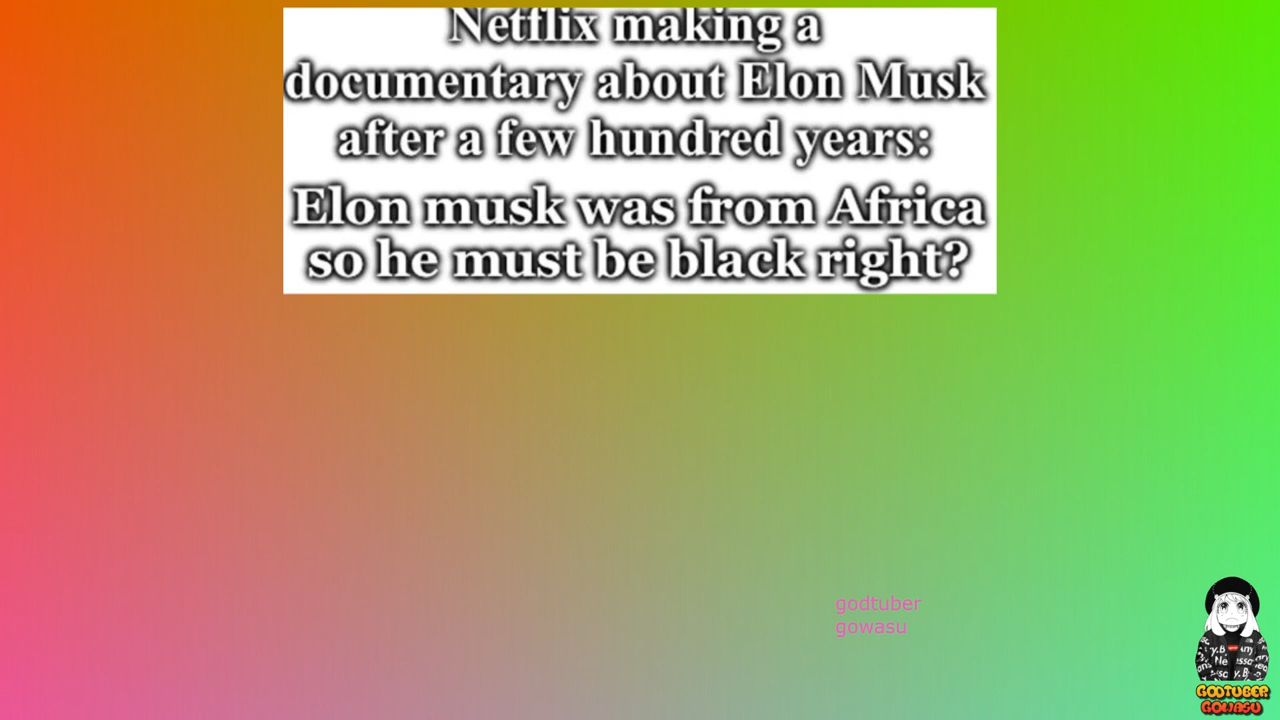 Netflix making a
documentary about Elon Musk
after a few hundred years:
Elon musk was from Africa
so he must be black right?
godtuber
gowasu
GODTUBER
GOWASU